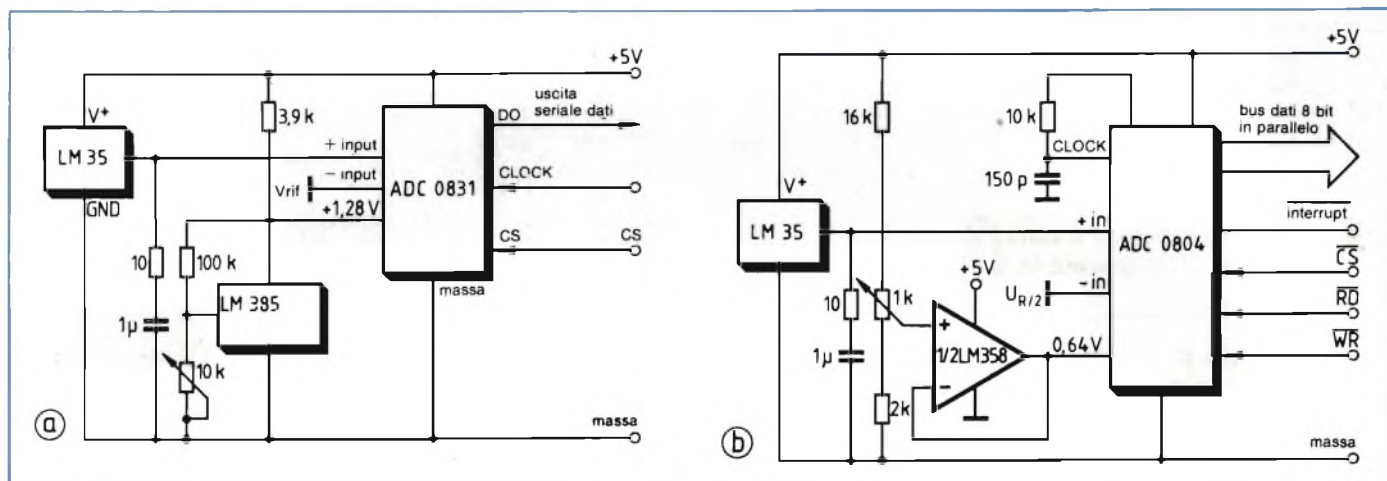 +5V
uscita
seriale dati
3,9 k
V+
DO
LM 35
+ input
- input
ADC 0831
CLOCK
Vrif
+1,28 V
GND
CS
CS
10
100 k
massa
LM 385
1µ
10 k
massa
a
+5V
16 k
10 k
bus dati 8 bit
in parallelo
CLOCK
150 p
V+
interrupt
LM 35
+ in
ADC 0804
CS
+5V
- in
UR/2
RD
10
1k
+
1/2LM358
0,64V
WR
1µ
-
2k
massa
b